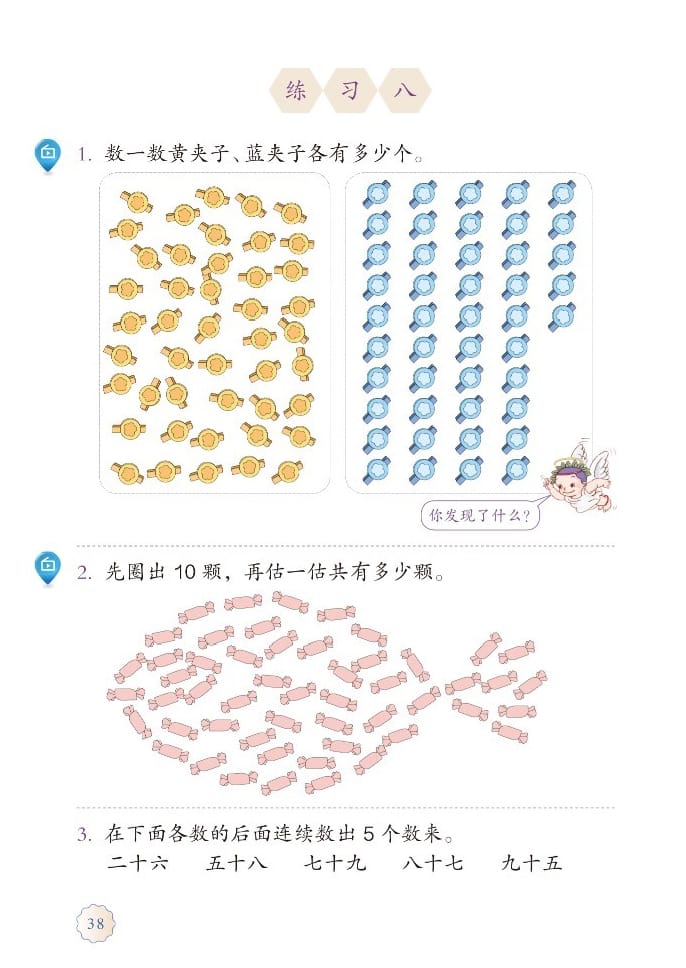 练习八
1. 数一数黄夹子、蓝夹子各有多少个。
你发现了什么?
2. 先圈出 10 颗，再估一估共有多少颗。
3. 在下面各数的后面连续数出 5 个数来。
二十六 五十八 七十九 八十七 九十五
38